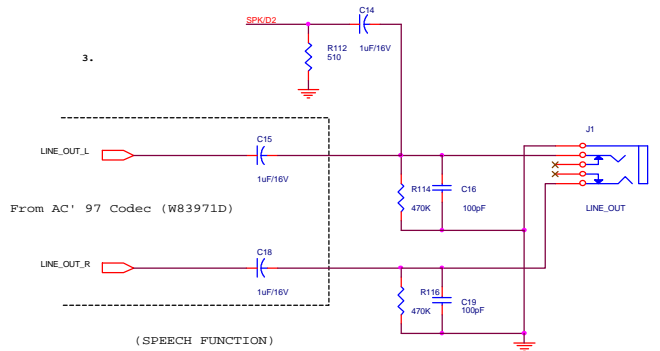 C14
SPK/D2
R112
510
1uF/16V
3.
J1
C15
LINE_OUT_L
1uF/16V
R114
470K
C16
100pF
LINE_OUT
From AC' 97 Codec (W83971D)
C18
LINE_OUT_R
1uF/16V
R116
470K
C19
100pF
(SPEECH FUNCTION)